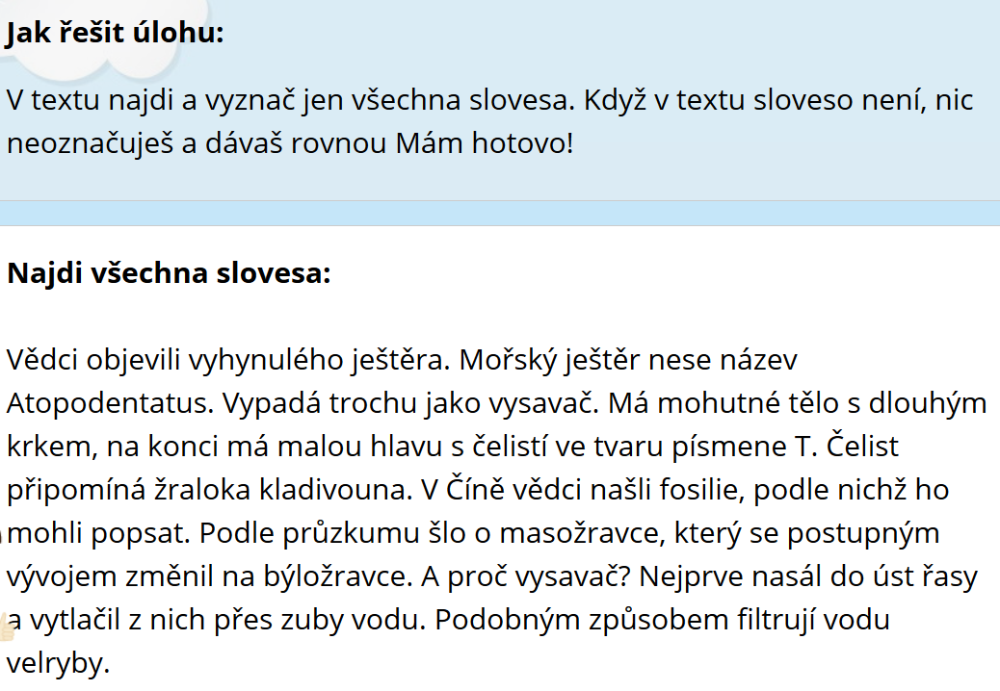 Jak řešit úlohu:
V textu najdi a vyznač jen všechna slovesa. Když v textu sloveso není, nic
neoznačuješ a dáváš rovnou Mám hotovo!
Najdi všechna slovesa:
Vědci objevili vyhynulého ještěra. Mořský ještěr nese název
Atopodentatus. Vypadá trochu jako vysavač. Má mohutné tělo s dlouhým
krkem, na konci má malou hlavu s čelistí ve tvaru písmene T. Čelist
připomíná žraloka kladivouna. V Číně vědci našli fosilie, podle nichž ho
mohli popsat. Podle průzkumu šlo o masožravce, který se postupným
vývojem změnil na býložravce. A proč vysavač? Nejprve nasál do úst řasy
a vytlačil z nich přes zuby vodu. Podobným způsobem filtrují vodu
velryby.